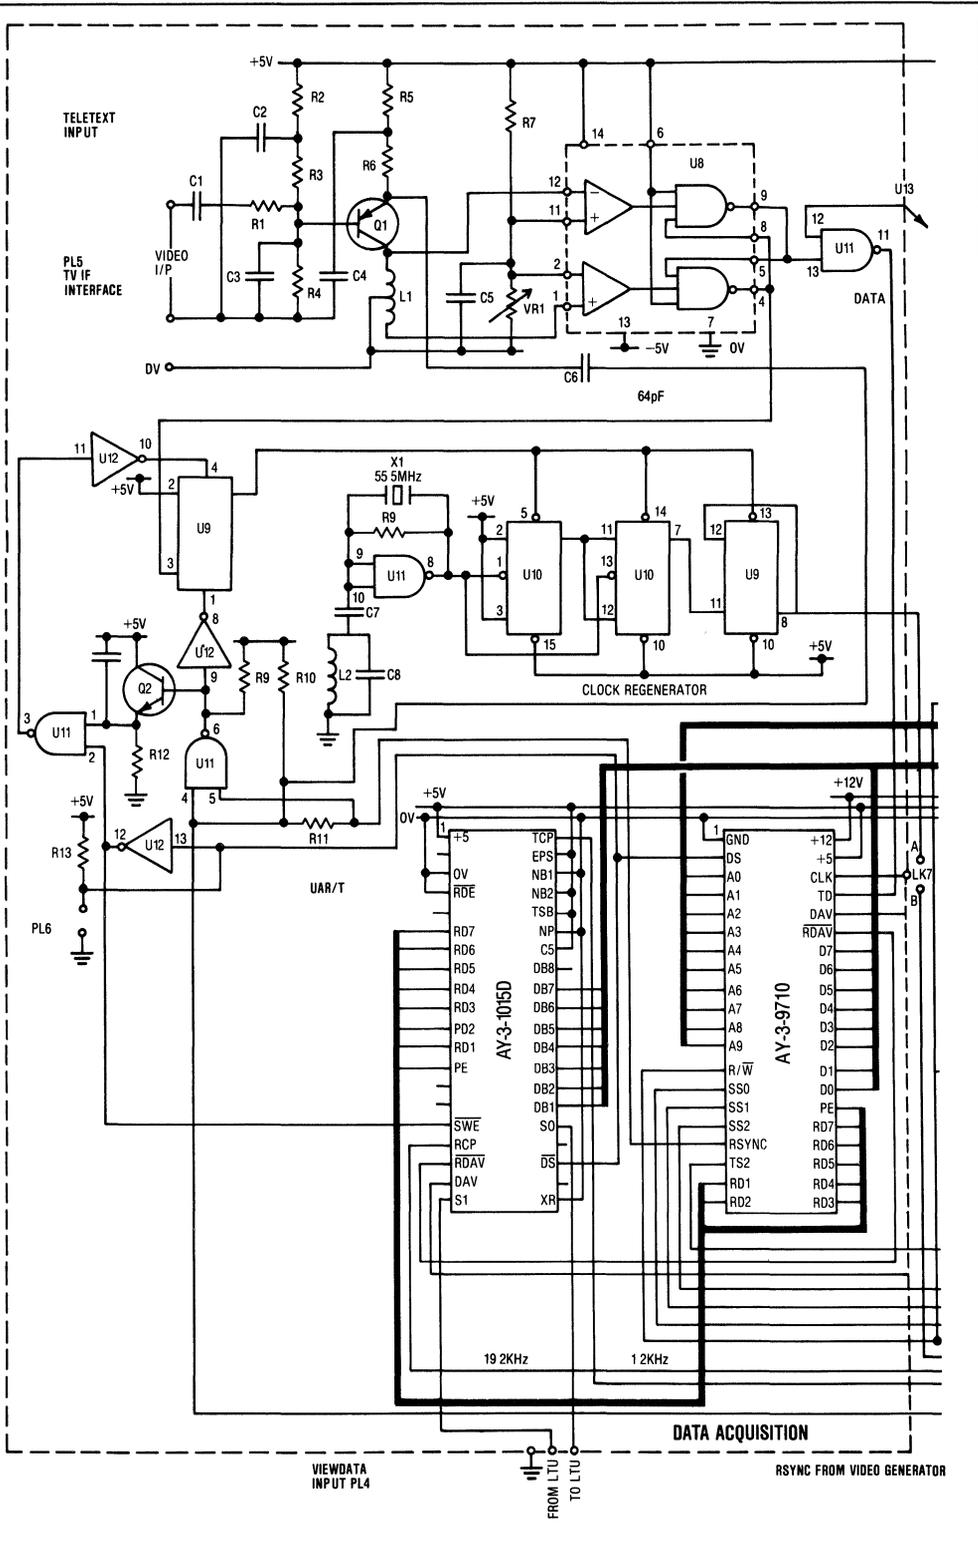 +5V
TELETEXT
INPUT
C2
R2
R5
R7
14
6
R3
R6
U8
C1
R1
Q1
12
−
9
U13
11
+
8
12
U11
11
VIDEO
I/P
PL5
TV IF
INTERFACE
C3
R4
C4
L1
C5
2
VR1
5
13
1
+
4
DATA
13
−5V
7
0V
DV
C6
64pF
11
U12
10
4
+5V
2
U9
3
1
X1
55 5MHz
R9
+5V
5
14
13
9
U11
8
2
1
U10
11
13
U10
7
12
U9
10
3
12
11
8
C7
15
10
10
+5V
CLOCK REGENERATOR
8
U12
9
+5V
Q2
R9
R10
L2
C8
3
U11
1
2
R12
6
U11
4
5
+5V
12
U12
13
R13
R11
PL6
UAR/T
+5V
0V
+12V
1
+5
TCP
1
GND
+12
EPS
DS
+5
0V
NB1
A0
CLK
RDE
NB2
A1
TD
TSB
A2
DAV
RD7
NP
A3
RDAV
RD6
C5
A4
D7
RD5
DB8
A5
D6
RD4
DB7
A6
D5
RD3
DB6
A7
D4
PD2
DB5
A8
D3
RD1
DB4
A9
D2
PE
DB3
R/W
D1
DB2
SS0
D0
DB1
SS1
PE
SWE
SO
SS2
RD7
RCP
RSYNC
RD6
RDAV
DS
TS2
RD5
DAV
RD1
RD4
S1
XR
RD2
RD3
AY-3-1015D
AY-3-9710
A
LK7
B
19 2KHz
1 2KHz
DATA ACQUISITION
VIEWDATA
INPUT PL4
FROM LTU
TO LTU
RSYNC FROM VIDEO GENERATOR